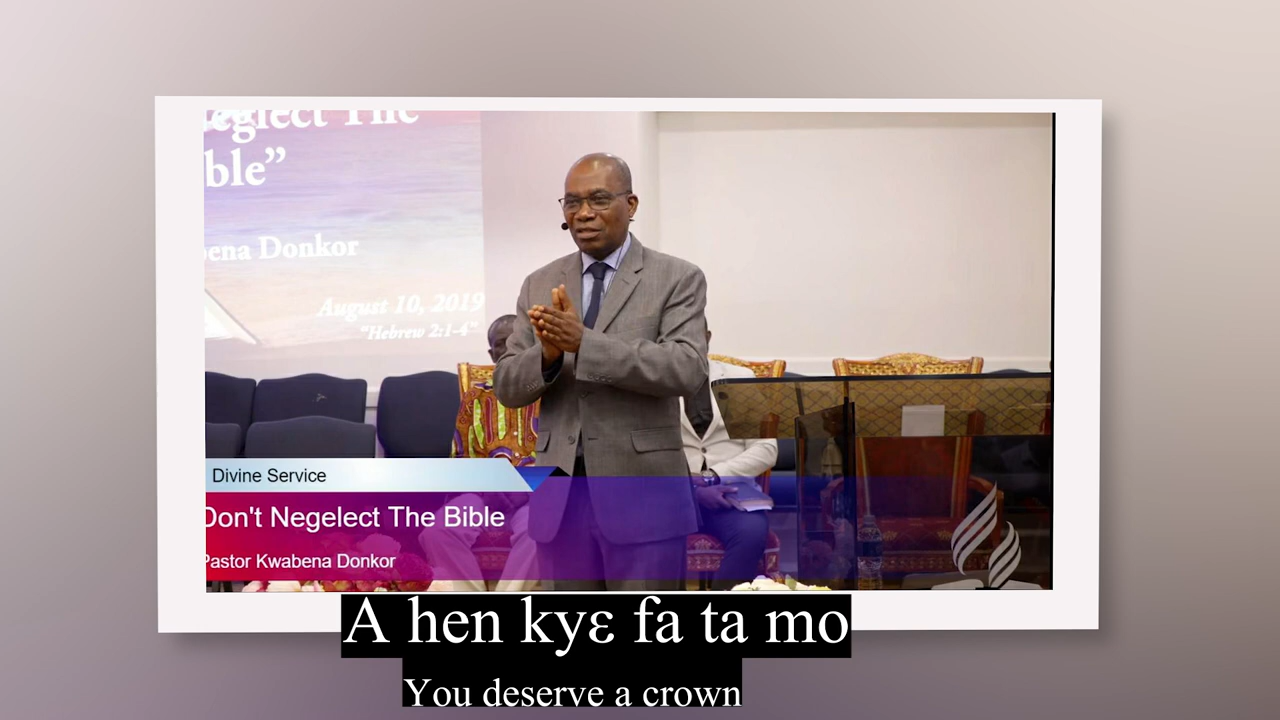 eglect The
ble”
bena Donkor
August 10, 2019
“Hebrew 2:1-4”
Divine Service
Don't Negelect The Bible
Pastor Kwabena Donkor
A hen kyɛ fa ta mo
You deserve a crown